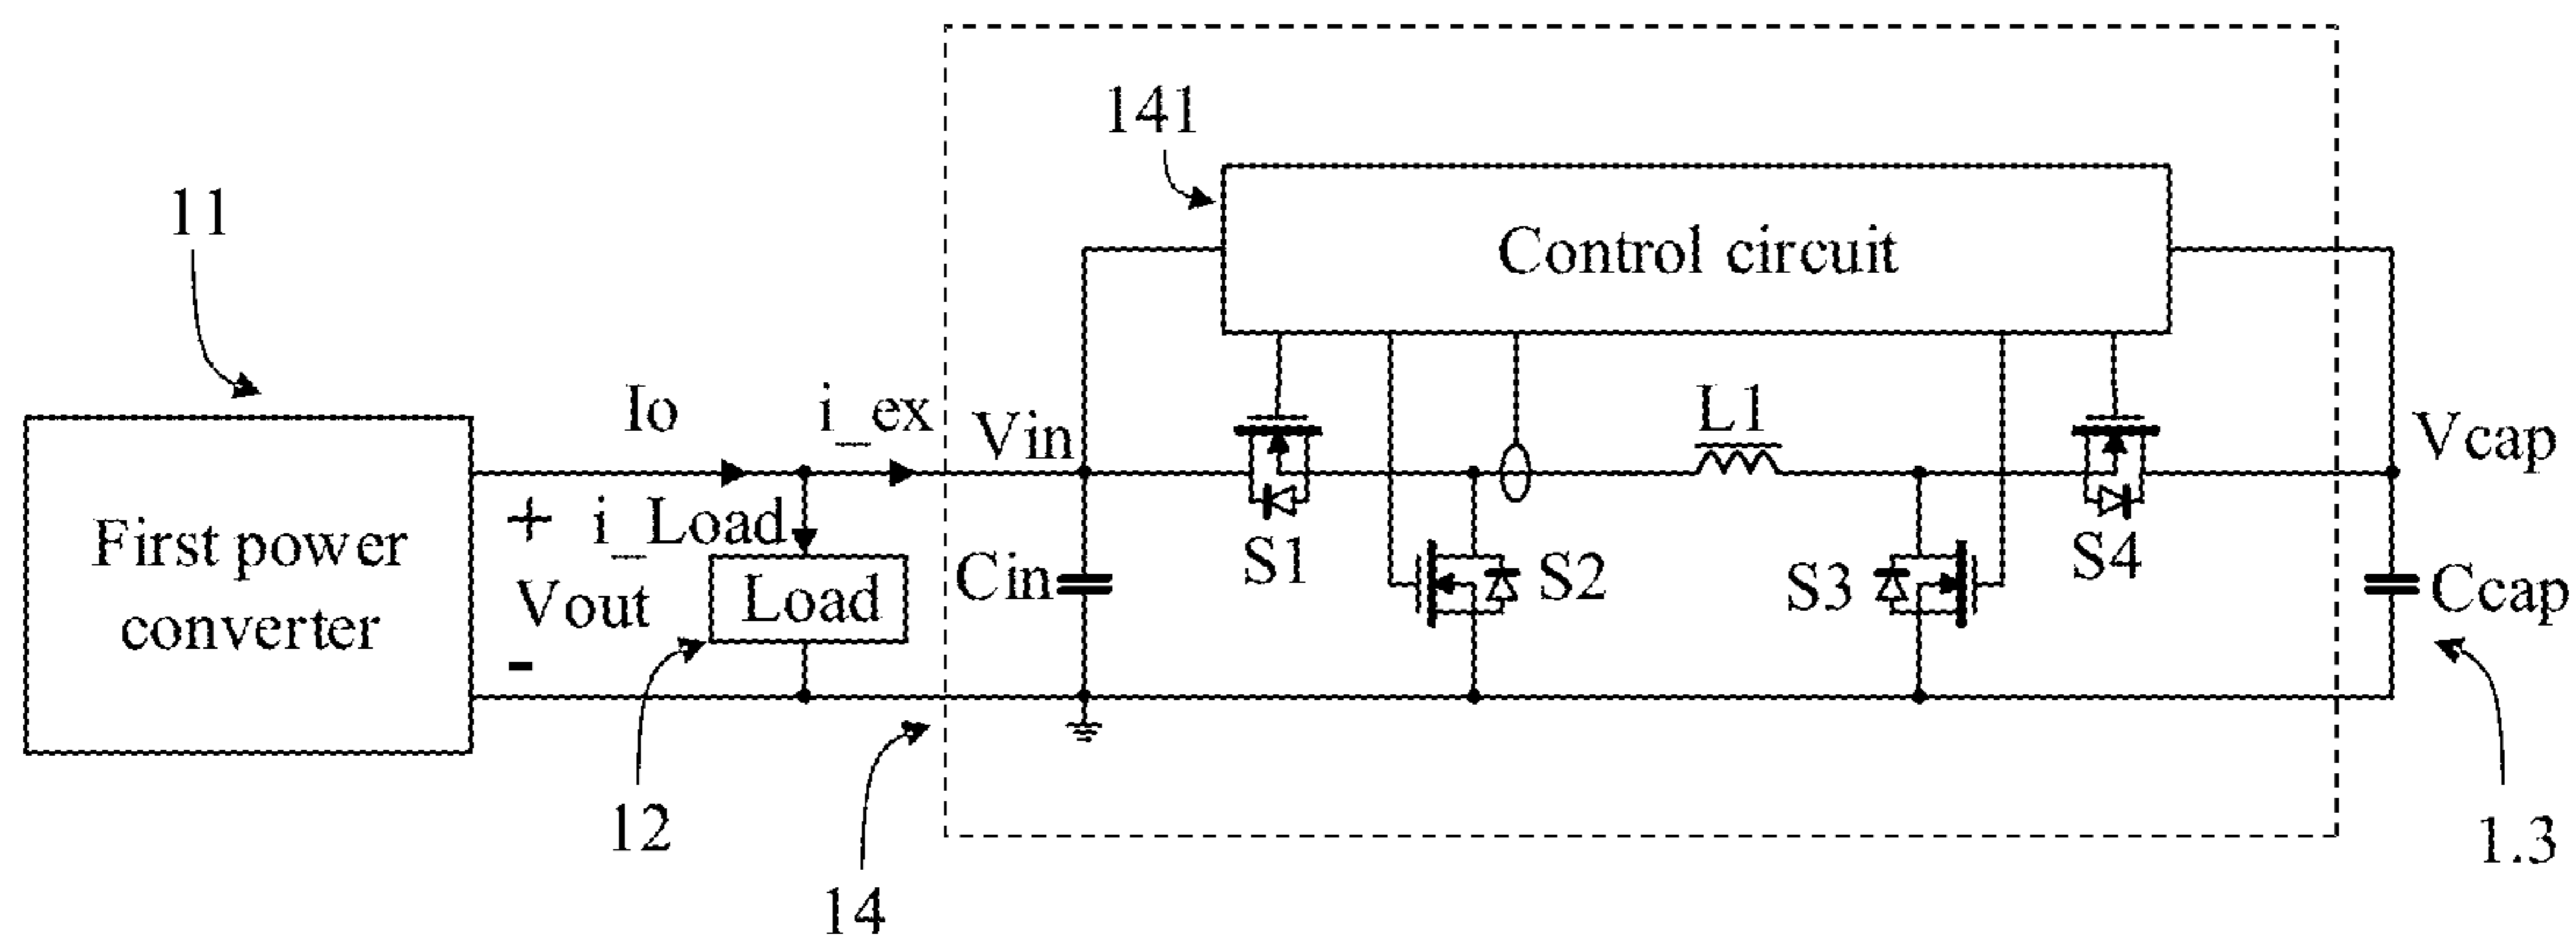 141
11
Control circuit
Io
i_ex
Vin
L1
Vcap
+
i_Load
First power
converter
Vout
-
Load
Cin
S1
S2
S3
S4
Ccap
12
14
1.3